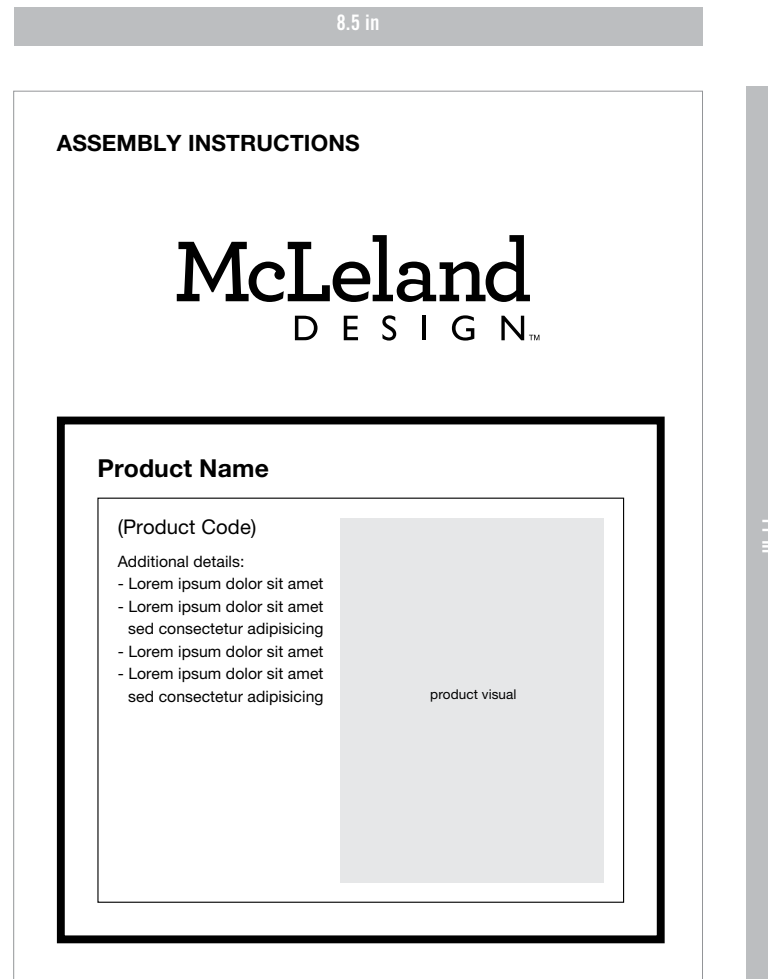 8.5 in
ASSEMBLY INSTRUCTIONS
McLeland
DESIGN™
Product Name
(Product Code)
Additional details:
- Lorem ipsum dolor sit amet
- Lorem ipsum dolor sit amet
sed consectetur adipisicing
- Lorem ipsum dolor sit amet
- Lorem ipsum dolor sit amet
sed consectetur adipisicing
product visual